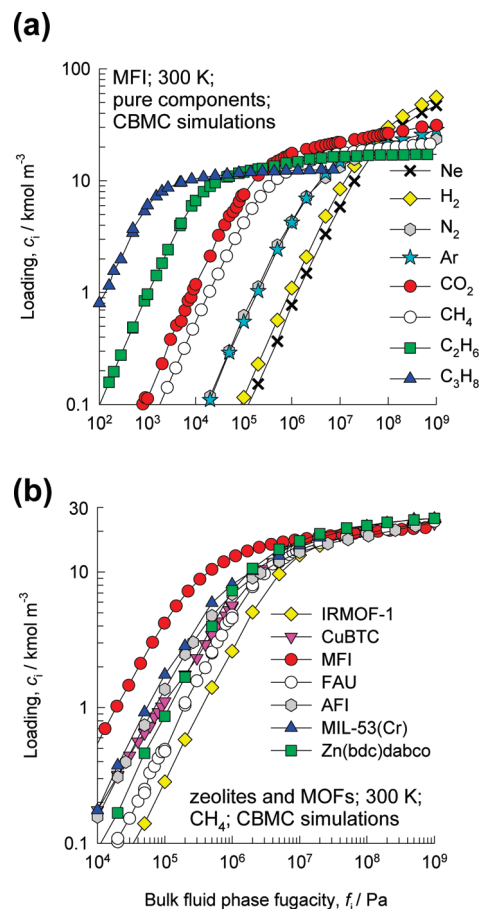 (a)
MFI; 300 K;
pure components;
CBMC simulations
Loading, cᵢ / kmol m⁻³
100
10
1
0.1
10² 10³ 10⁴ 10⁵ 10⁶ 10⁷ 10⁸ 10⁹
Ne
H₂
N₂
Ar
CO₂
CH₄
C₂H₆
C₃H₈
(b)
Loading, cᵢ / kmol m⁻³
30
10
1
0.1
IRMOF-1
CuBTC
MFI
FAU
AFI
MIL-53(Cr)
Zn(bdc)dabco
zeolites and MOFs; 300 K;
CH₄; CBMC simulations
10⁴ 10⁵ 10⁶ 10⁷ 10⁸ 10⁹
Bulk fluid phase fugacity, fᵢ / Pa